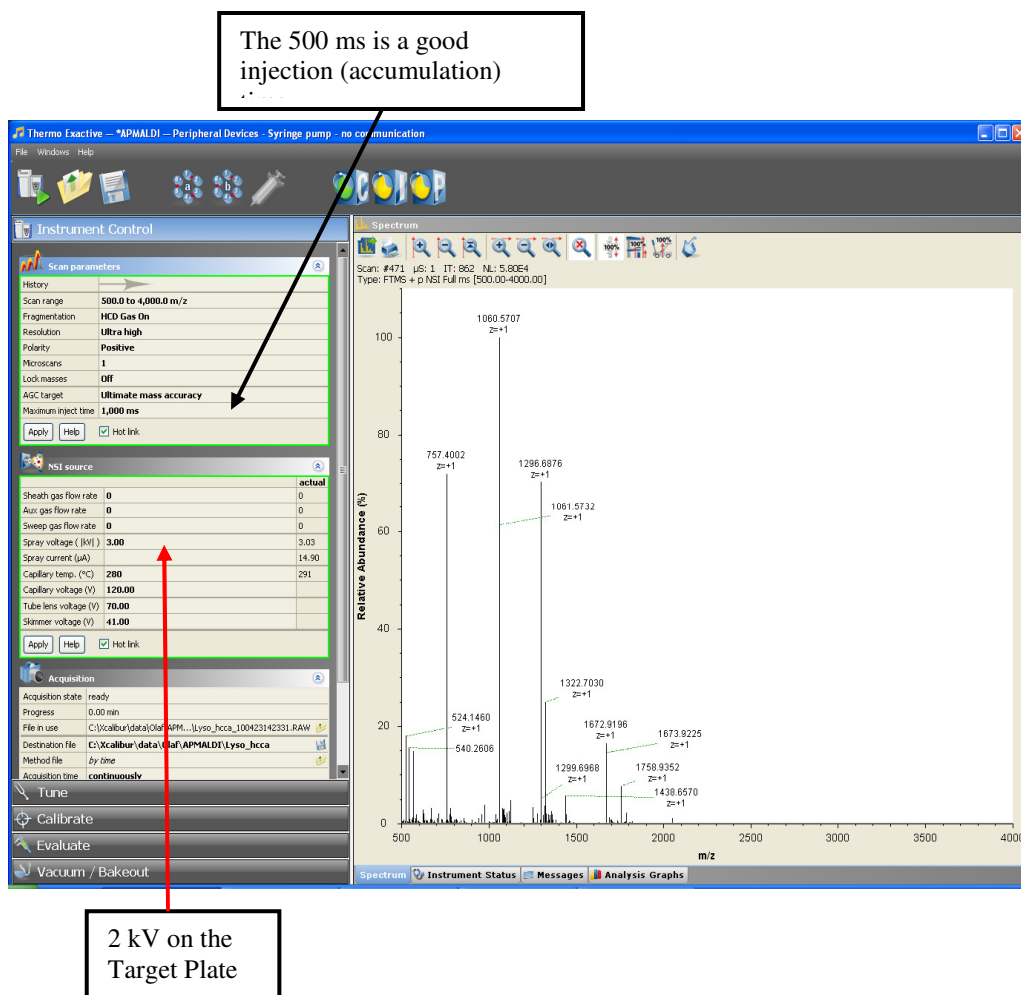 The 500 ms is a good
injection (accumulation)
Thermo Exactive — *APMALDI — Peripheral Devices - Syringe pump - no communication
File Windows Help
a b
C I P
Instrument Control
Scan parameters
History
Scan range 500.0 to 4,000.0 m/z
Fragmentation HCD Gas On
Resolution Ultra high
Polarity Positive
Microscans 1
Lock masses Off
AGC target Ultimate mass accuracy
Maximum inject time 1,000 ms
Apply Help Hot link
NSI source
actual
Sheath gas flow rate 0 0
Aux gas flow rate 0 0
Sweep gas flow rate 0 0
Spray voltage ( |kV| ) 3.00 3.03
Spray current (µA) 14.90
Capillary temp. (°C) 280 291
Capillary voltage (V) 120.00
Tube lens voltage (V) 70.00
Skimmer voltage (V) 41.00
Apply Help Hot link
Acquisition
Acquisition state ready
Progress 0.00 min
File in use C:\Xcalibur\data\Olaf\APM...\Lyso_hcca_100423142331.RAW
Destination file C:\Xcalibur\data\Olaf\APMALDI\Lyso_hcca
Method file by time
Acquisition time continuously
Tune
Calibrate
Evaluate
Vacuum / Bakeout
Spectrum
100% 100% 100%
Scan: #471 µS: 1 IT: 862 NL: 5.80E4
Type: FTMS + p NSI Full ms [500.00-4000.00]
1060.5707
z=+1
757.4002
z=+1
1296.6876
z=+1
1061.5732
z=+1
1322.7030
z=+1
524.1460
z=+1
540.2606
1672.9196
z=+1
1673.9225
z=+1
1299.6968
z=+1
1758.9352
z=+1
1438.6570
z=+1
Relative Abundance (%)
100
80
60
40
20
0
500 1000 1500 2000 2500 3000 3500 4000
m/z
Spectrum Instrument Status Messages Analysis Graphs
2 kV on the
Target Plate